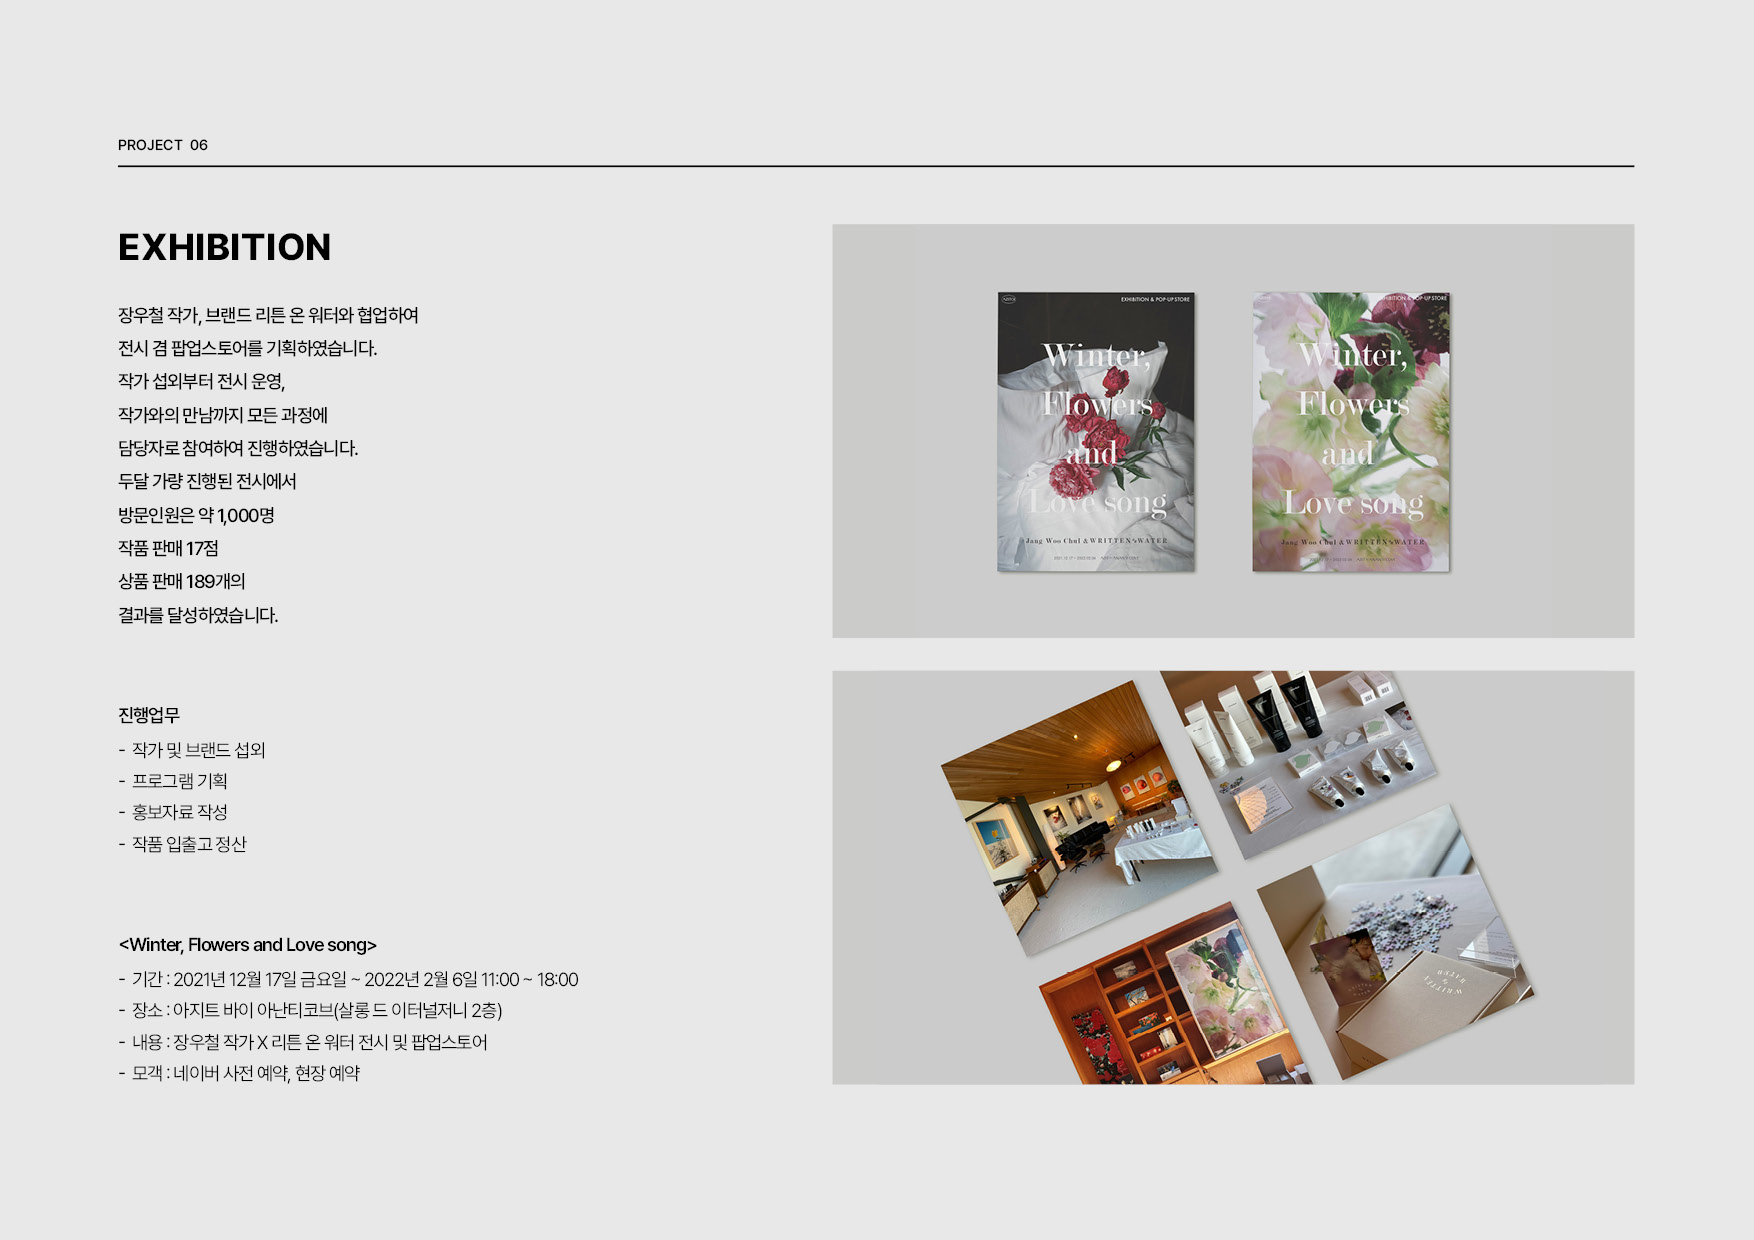 PROJECT 06
EXHIBITION
장우철 작가, 브랜드 리튼 온 워터와 협업하여
전시 겸 팝업스토어를 기획하였습니다.
작가 섭외부터 전시 운영,
작가와의 만남까지 모든 과정에
담당자로 참여하여 진행하였습니다.
두달 가량 진행된 전시에서
방문인원은 약 1,000명
작품 판매 17점
상품 판매 189개의
결과를 달성하였습니다.
진행업무
- 작가 및 브랜드 섭외
- 프로그램 기획
- 홍보자료 작성
- 작품 입출고 정산
<Winter, Flowers and Love song>
- 기간 : 2021년 12월 17일 금요일 ~ 2022년 2월 6일 11:00 ~ 18:00
- 장소 : 아지트 바이 아난티코브(살롱 드 이터널저니 2층)
- 내용 : 장우철 작가 X 리튼 온 워터 전시 및 팝업스토어
- 모객 : 네이버 사전 예약, 현장 예약
EXHIBITION & POP-UP STORE
Winter,
Flowers
and
Love song
Jang Woo Chul & WRITTEN WATER
EXHIBITION & POP-UP STORE
Winter,
Flowers
and
Love song
Jang Woo Chul & WRITTEN WATER
WRITTEN
WATER